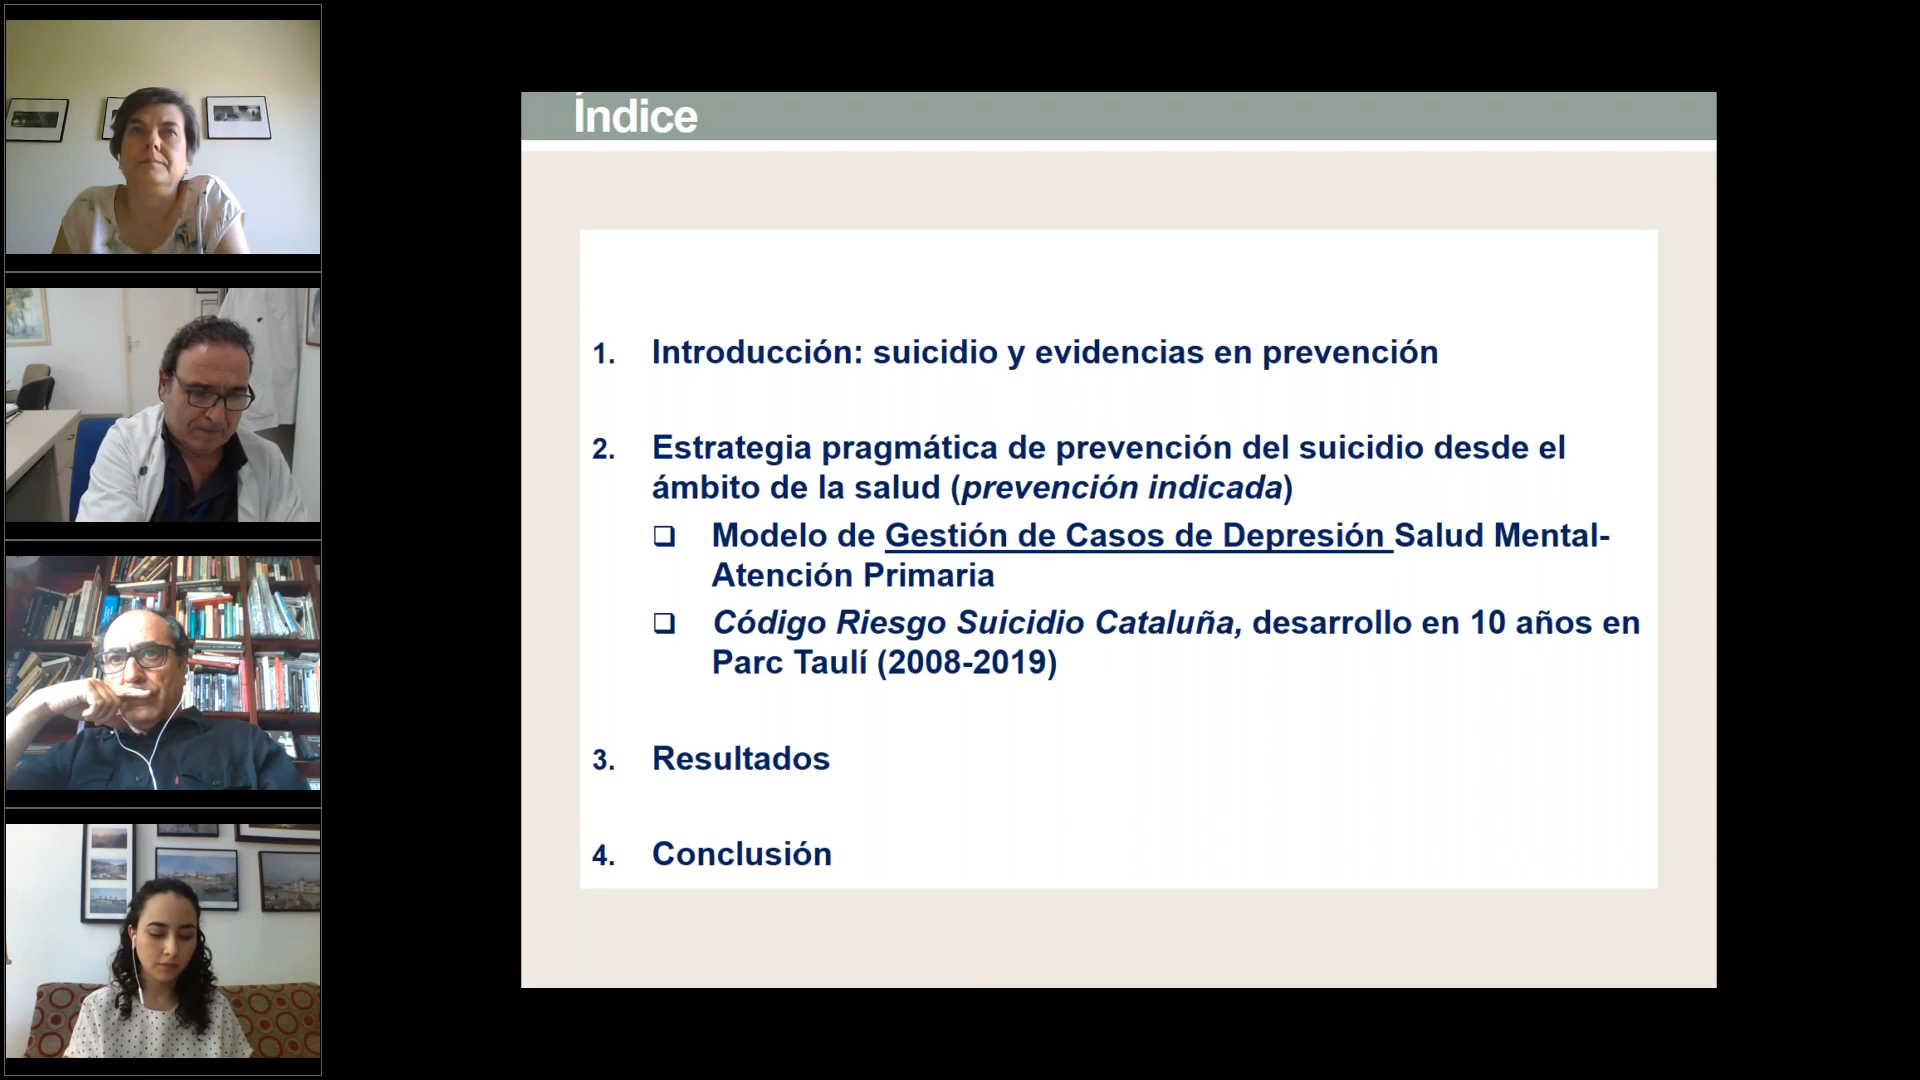 Índice
1. Introducción: suicidio y evidencias en prevención
2. Estrategia pragmática de prevención del suicidio desde el
ámbito de la salud (prevención indicada)
❑ Modelo de Gestión de Casos de Depresión Salud Mental-
Atención Primaria
❑ Código Riesgo Suicidio Cataluña, desarrollo en 10 años en
Parc Taulí (2008-2019)
3. Resultados
4. Conclusión